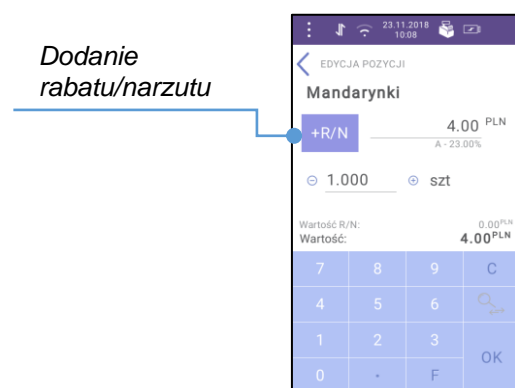 Dodanie
rabatu/narzutu
23.11.2018
10:08
EDYCJA POZYCJI
Mandarynki
+R/N 4.00 PLN
A - 23.00%
1.000 szt
Wartość R/N: 0.00PLN
Wartość: 4.00PLN
7 8 9 C
4 5 6
1 2 3
OK
0 . F